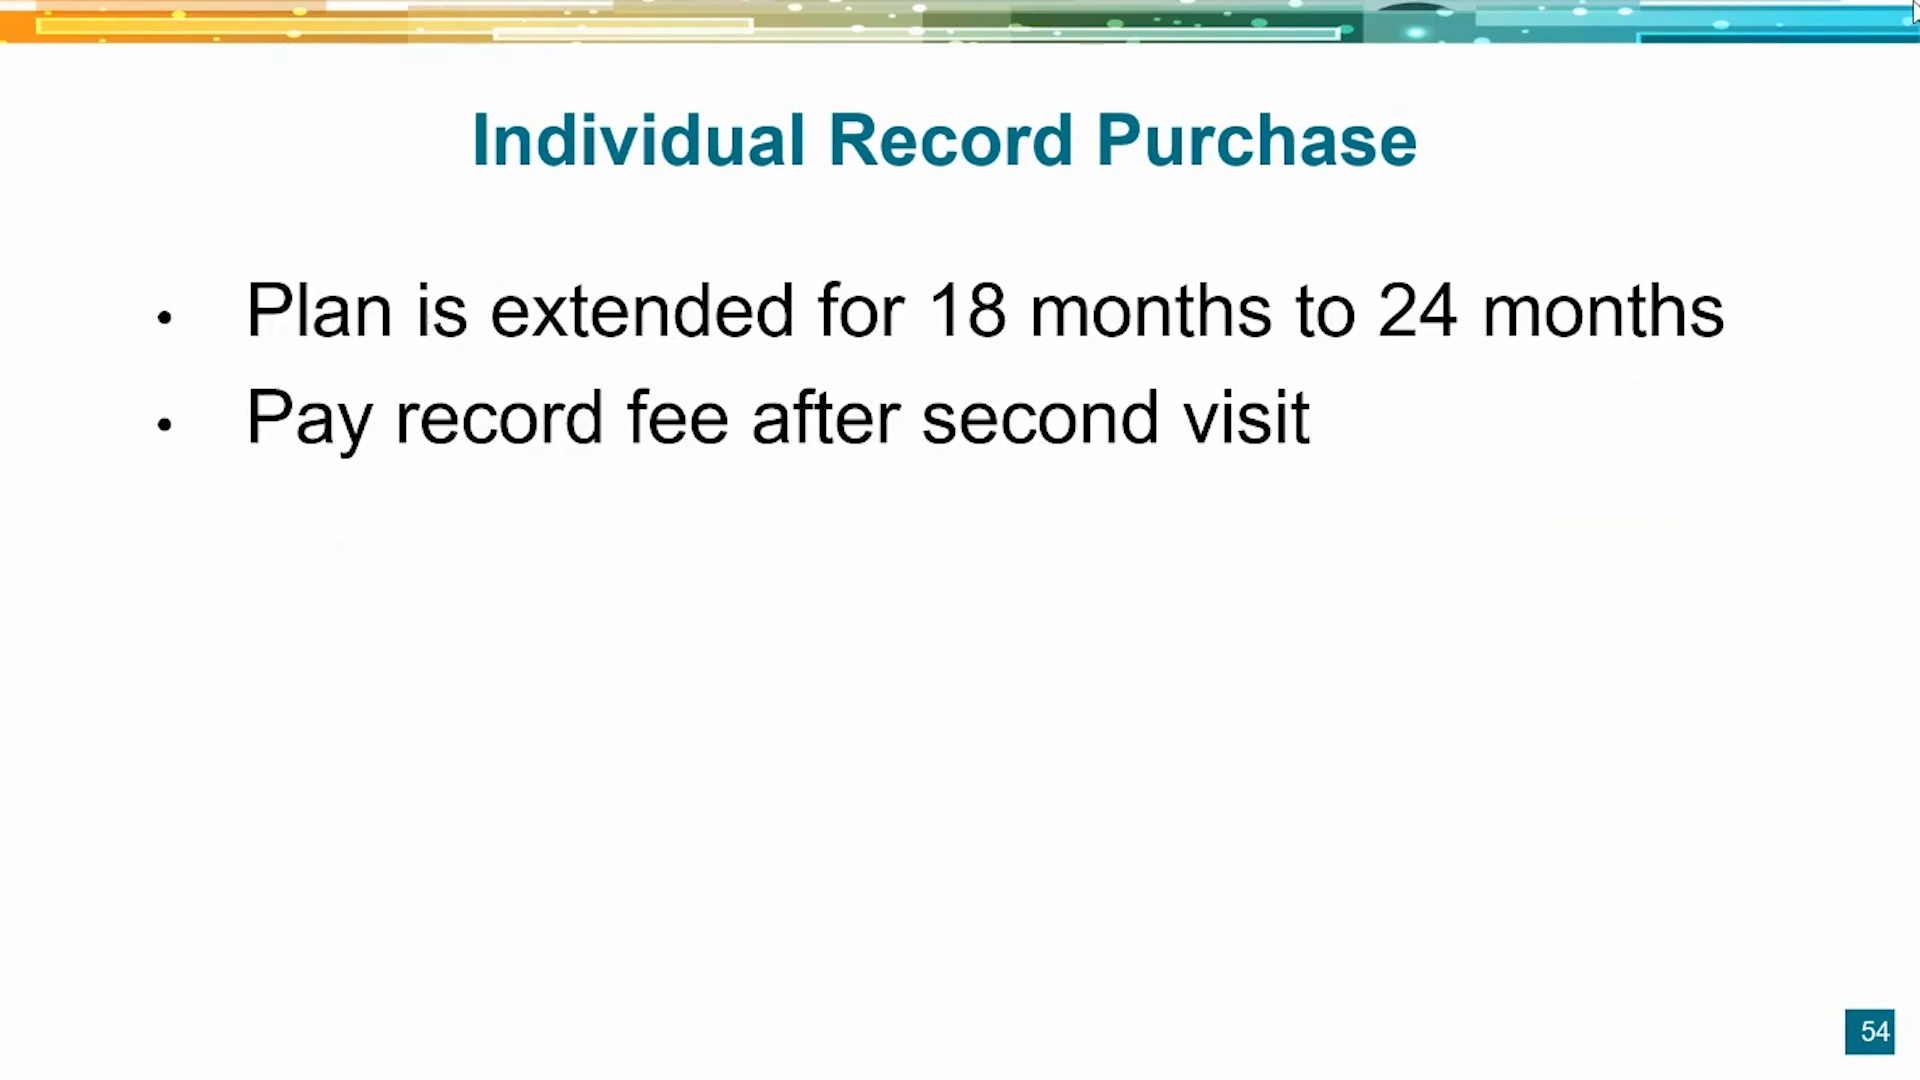 Individual Record Purchase
• Plan is extended for 18 months to 24 months
• Pay record fee after second visit
54